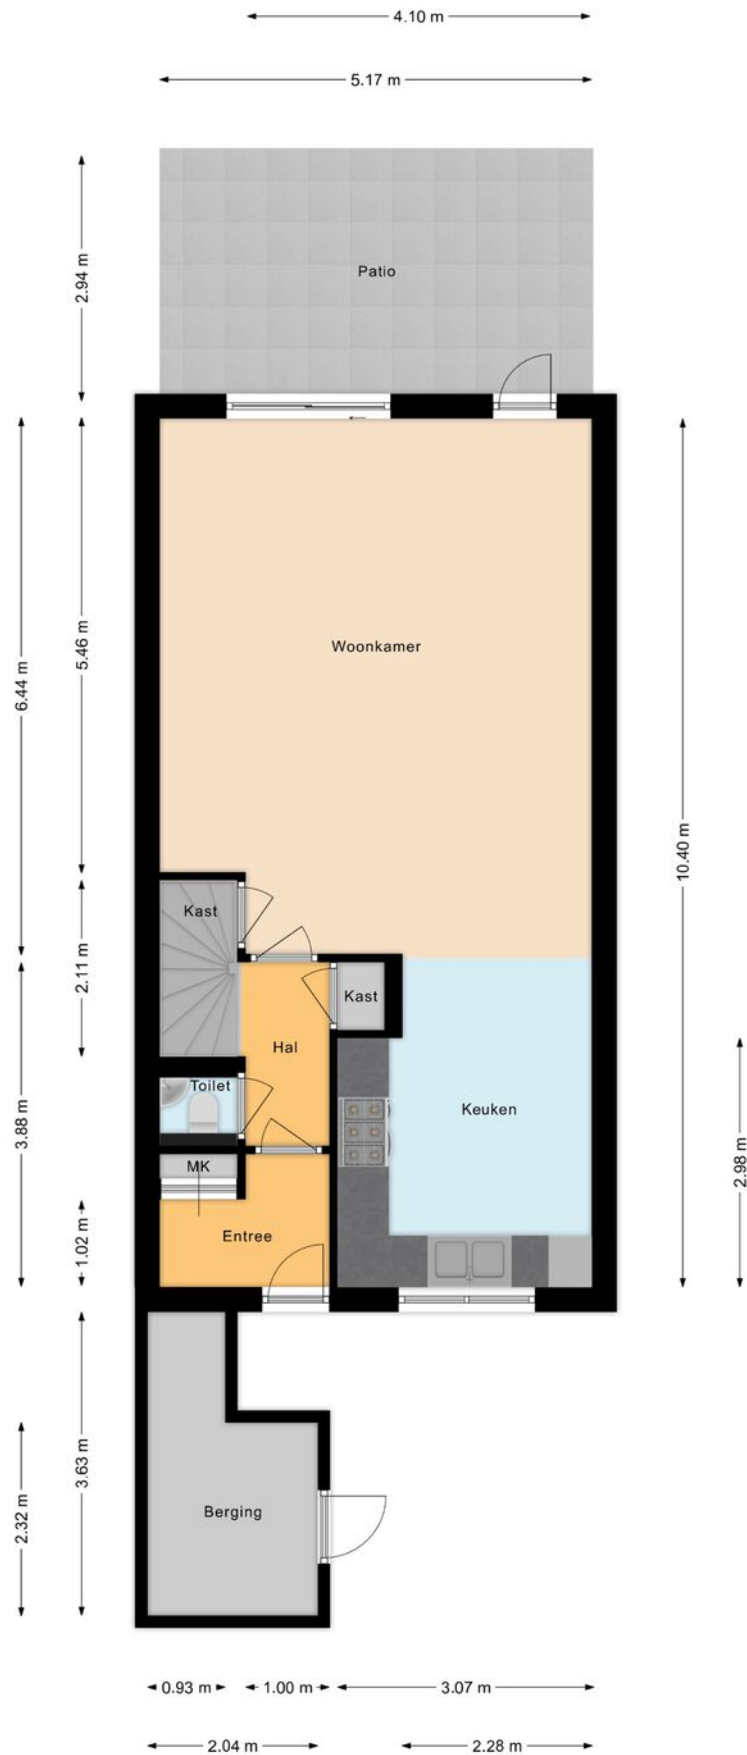 4.10 m
5.17 m
2.94 m
Patio
5.46 m
6.44 m
Woonkamer
10.40 m
Kast
2.11 m
Kast
Hal
Toilet
Keuken
3.88 m
2.98 m
MK
1.02 m
Entree
3.63 m
2.32 m
Berging
0.93 m
1.00 m
3.07 m
2.04 m
2.28 m